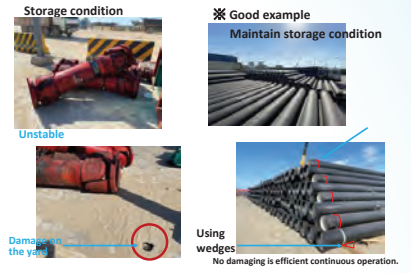 Storage condition
※ Good example
Maintain storage condition
Unstable
Damage on
the yard
Using
wedges
No damaging is efficient continuous operation.